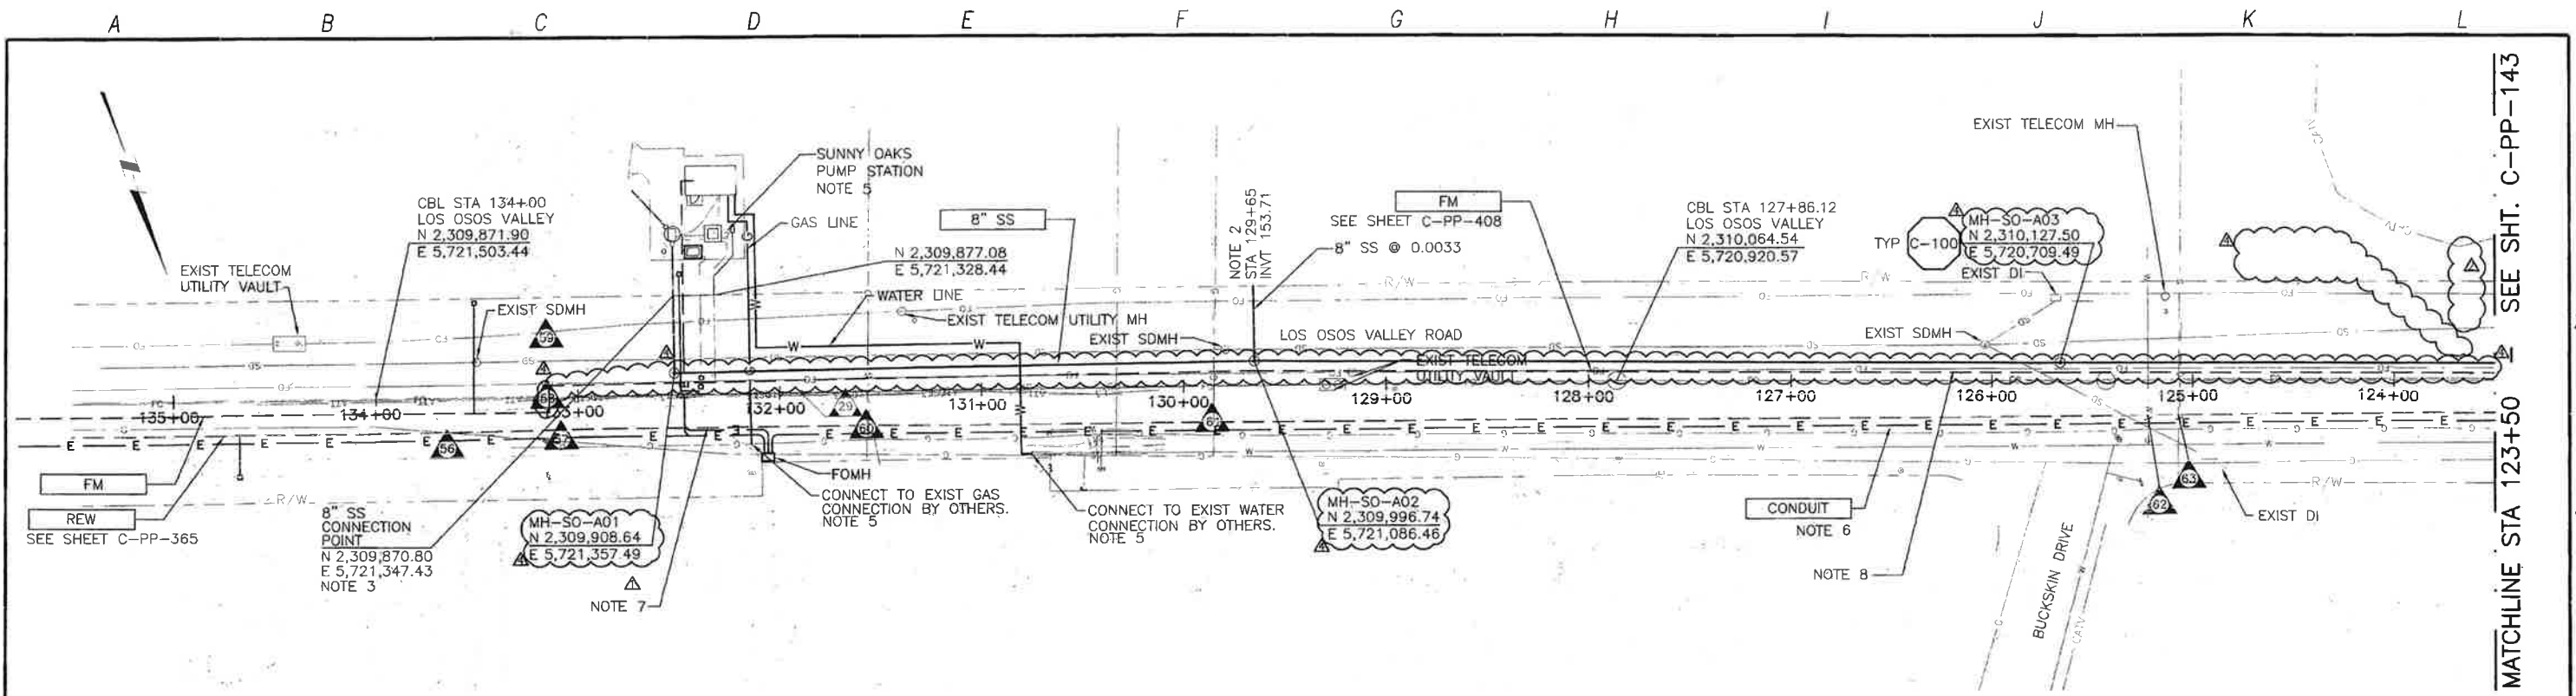 A B C D E F G H I J K L
SEE SHT. C-PP-143
MATCHLINE STA 123+50
EXIST TELECOM
UTILITY VAULT
CBL STA 134+00
LOS OSOS VALLEY
N 2,309,871.90
E 5,721,503.44
EXIST SDMH
SUNNY OAKS
PUMP STATION
NOTE 5
GAS LINE
8" SS
N 2,309,877.08
E 5,721,328.44
WATER LINE
EXIST TELECOM UTILITY MH
EXIST SDMH
NOTE 2
STA 129+65
INVT 153.71
FM
SEE SHEET C-PP-408
8" SS @ 0.0033
LOS OSOS VALLEY ROAD
EXIST TELECOM
UTILITY VAULT
CBL STA 127+86.12
LOS OSOS VALLEY
N 2,310,064.54
E 5,720,920.57
R/W
R/W
TYP
C-100
MH-SO-A03
N 2,310,127.50
E 5,720,709.49
EXIST DI
EXIST SDMH
EXIST TELECOM MH
CATV
59
58
57
56
29
60
62
63
135+00
134+00
132+00
131+00
130+00
129+00
128+00
127+00
126+00
125+00
124+00
FM
REW
SEE SHEET C-PP-365
R/W
8" SS
CONNECTION
POINT
N 2,309,870.80
E 5,721,347.43
NOTE 3
MH-SO-A01
N 2,309,908.64
E 5,721,357.49
NOTE 7
FOMH
CONNECT TO EXIST GAS
CONNECTION BY OTHERS.
NOTE 5
CONNECT TO EXIST WATER
CONNECTION BY OTHERS.
NOTE 5
MH-SO-A02
N 2,309,996.74
E 5,721,086.46
CONDUIT
NOTE 6
NOTE 8
BUCKSKIN DRIVE
CATV
R/W
EXIST DI